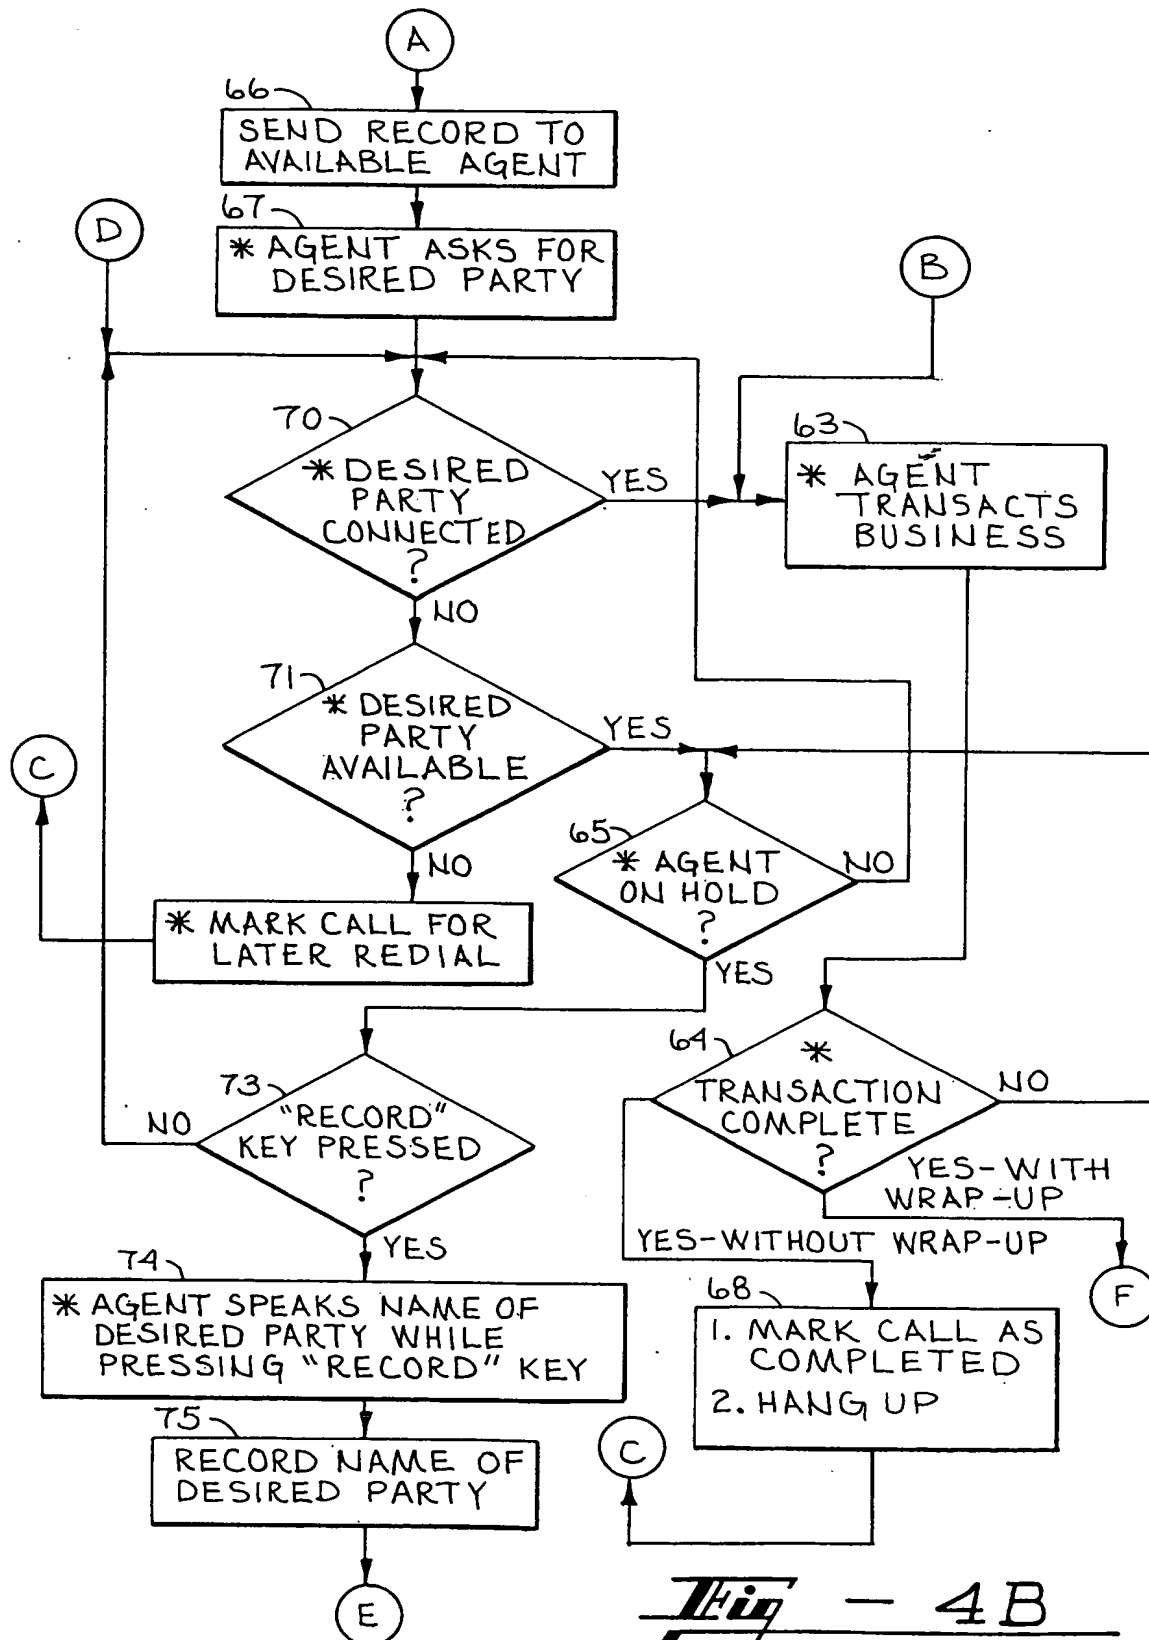 A
66
SEND RECORD TO
AVAILABLE AGENT
D
67
* AGENT ASKS FOR
DESIRED PARTY
B
70
* DESIRED
PARTY
CONNECTED
?
YES
NO
63
* AGENT
TRANSACTS
BUSINESS
71
* DESIRED
PARTY
AVAILABLE
?
YES
NO
C
65
* AGENT
ON HOLD
?
NO
YES
* MARK CALL FOR
LATER REDIAL
73
"RECORD"
KEY PRESSED
?
NO
YES
64
*
TRANSACTION
COMPLETE
?
NO
YES-WITH
WRAP-UP
YES-WITHOUT WRAP-UP
F
74
* AGENT SPEAKS NAME OF
DESIRED PARTY WHILE
PRESSING "RECORD" KEY
68
1. MARK CALL AS
COMPLETED
2. HANG UP
75
RECORD NAME OF
DESIRED PARTY
C
E
Fig - 4B